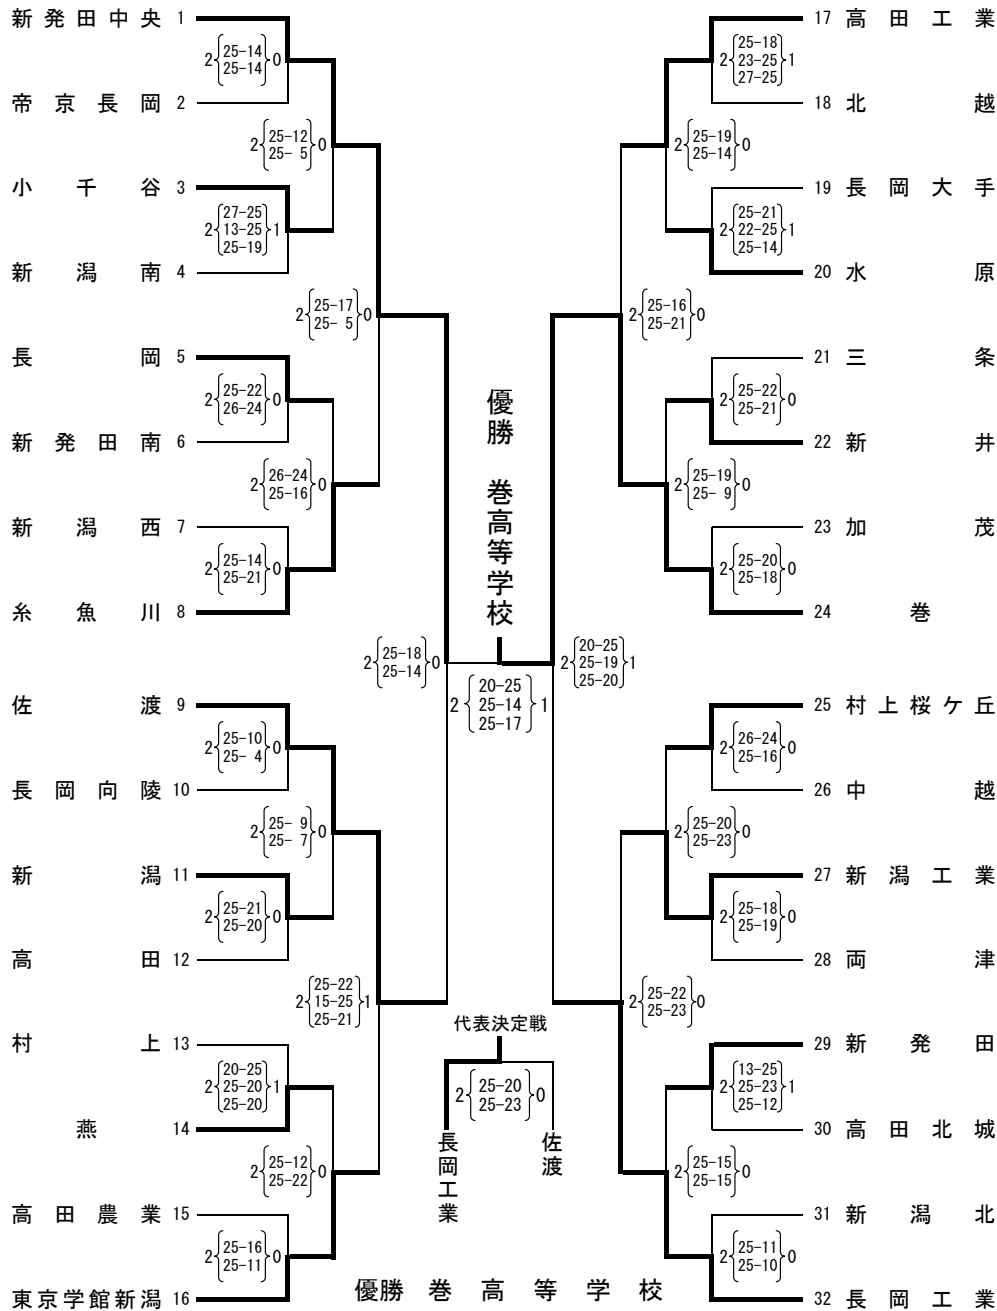 新発田中央 1
2 25-14 25-14 0
帝京長岡 2
2 25-12 25- 5 0
小千谷 3
2 27-25 13-25 25-19 1
新潟南 4
2 25-17 25- 5 0
長岡 5
2 25-22 26-24 0
新発田南 6
2 26-24 25-16 0
新潟西 7
2 25-14 25-21 0
糸魚川 8
2 25-18 25-14 0
佐渡 9
2 25-10 25- 4 0
長岡向陵 10
2 25- 9 25- 7 0
新潟 11
2 25-21 25-20 0
高田 12
2 25-22 15-25 25-21 1
村上 13
2 20-25 25-20 25-20 1
燕 14
2 25-12 25-22 0
高田農業 15
2 25-16 25-11 0
東京学館新潟 16
優勝 巻高等学校
2 20-25 25-14 25-17 1
代表決定戦
2 25-20 25-23 0
長岡工業
佐渡
優勝 巻高等学校
17 高田工業
2 25-18 23-25 27-25 1
18 北越
2 25-19 25-14 0
19 長岡大手
2 25-21 22-25 25-14 1
20 水原
2 25-16 25-21 0
21 三条
2 25-22 25-21 0
22 新井
2 25-19 25- 9 0
23 加茂
2 25-20 25-18 0
24 巻
2 20-25 25-19 25-20 1
25 村上桜ケ丘
2 26-24 25-16 0
26 中越
2 25-20 25-23 0
27 新潟工業
2 25-18 25-19 0
28 両津
2 25-22 25-23 0
29 新発田
2 13-25 25-23 25-12 1
30 高田北城
2 25-15 25-15 0
31 新潟北
2 25-11 25-10 0
32 長岡工業